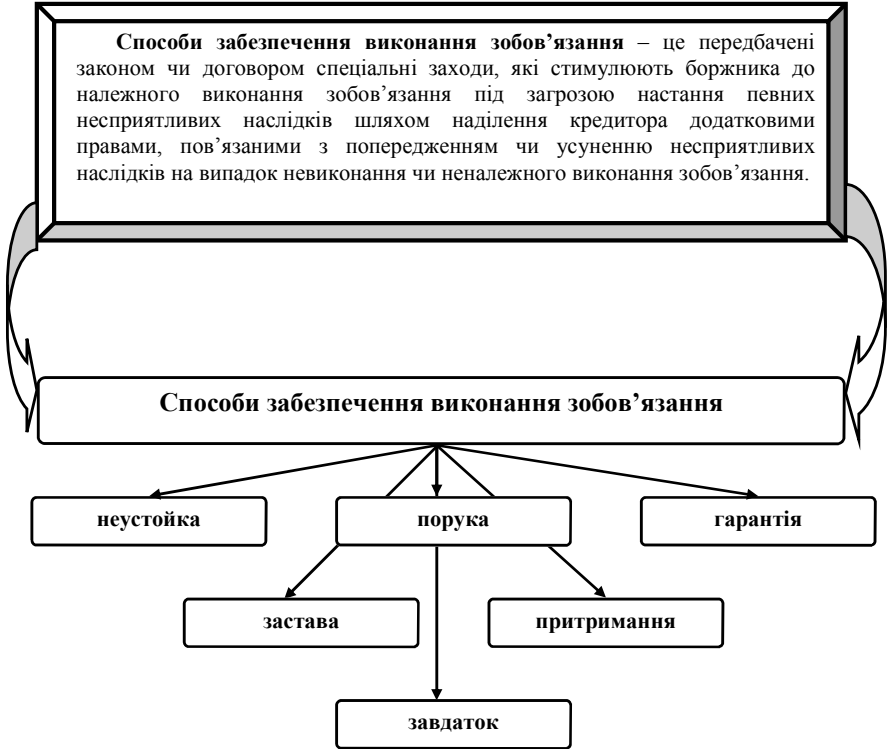 Способи забезпечення виконання зобов’язання – це передбачені
законом чи договором спеціальні заходи, які стимулюють боржника до
належного виконання зобов’язання під загрозою настання певних
несприятливих наслідків шляхом наділення кредитора додатковими
правами, пов’язаними з попередженням чи усуненню несприятливих
наслідків на випадок невиконання чи неналежного виконання зобов’язання.
Способи забезпечення виконання зобов’язання
неустойка
порука
гарантія
застава
притримання
завдаток